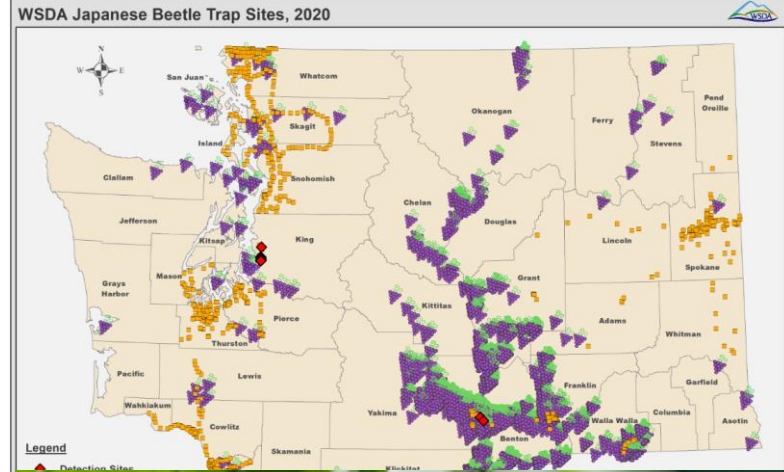 WSDA Japanese Beetle Trap Sites, 2020
WSDA
N
W E
S
San Juan
Whatcom
Okanogan
Ferry
Stevens
Pend
Oreille
Skagit
Island
Clallam
Snohomish
Chelan
Douglas
Jefferson
Kitsap
King
Lincoln
Spokane
Grays
Harbor
Mason
Grant
Kittitas
Adams
Pierce
Whitman
Thurston
Pacific
Lewis
Franklin
Garfield
Wahkiakum
Yakima
Walla Walla
Columbia
Asotin
Cowlitz
Benton
Skamania
Klickitat
Legend
Detection Sites